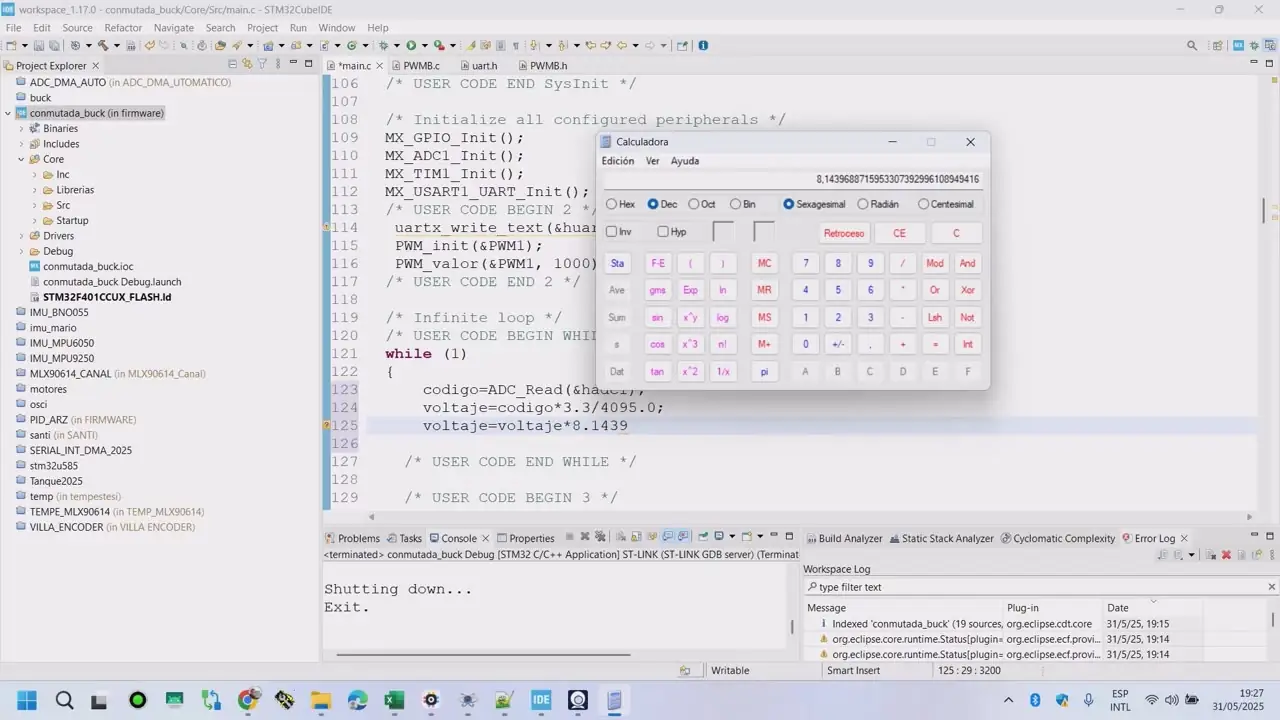 workspace_1.17.0 - conmutada_buck/Core/Src/main.c - STM32CubeIDE
File Edit Source Refactor Navigate Search Project Run Window Help
Project Explorer
ADC_DMA_AUTO (in ADC_DMA_UTOMATICO)
buck
conmutada_buck (in firmware)
Binaries
Includes
Core
Inc
Librerias
Src
Startup
Drivers
Debug
conmutada_buck.ioc
conmutada_buck Debug.launch
STM32F401CCUX_FLASH.ld
IMU_BNO055
imu_mario
IMU_MPU6050
IMU_MPU9250
MLX90614_CANAL (in MLX90614_Canal)
motores
osci
PID_ARZ (in FIRMWARE)
santi (in SANTI)
SERIAL_INT_DMA_2025
stm32u585
Tanque2025
temp (in tempestesi)
TEMPE_MLX90614 (in TEMP_MLX90614)
VILLA_ENCODER (in VILLA ENCODER)
*main.c PWMB.c uart.h PWMB.h
106 /* USER CODE END SysInit */
107
108 /* Initialize all configured peripherals */
109 MX_GPIO_Init();
110 MX_ADC1_Init();
111 MX_TIM1_Init();
112 MX_USART1_UART_Init();
113 /* USER CODE BEGIN 2 */
114 uartx_write_text(&huar
115 PWM_init(&PWM1);
116 PWM_valor(&PWM1, 1000)
117 /* USER CODE END 2 */
118
119 /* Infinite loop */
120 /* USER CODE BEGIN WHIL
121 while (1)
122 {
123 codigo=ADC_Read(&hadc1);
124 voltaje=codigo*3.3/4095.0;
125 voltaje=voltaje*8.1439
126
127 /* USER CODE END WHILE */
128
129 /* USER CODE BEGIN 3 */
Calculadora
Edición Ver Ayuda
8,1439688715953307392996108949416
Hex Dec Oct Bin Sexagesimal Radián Centesimal
Inv Hyp Retroceso CE C
Sta F-E ( ) MC 7 8 9 / Mod And
Ave gms Exp ln MR 4 5 6 * Or Xor
Sum sin x^y log MS 1 2 3 - Lsh Not
s cos x^3 n! M+ 0 +/- , + = Int
Dat tan x^2 1/x pi A B C D E F
Problems Tasks Console Properties
<terminated> conmutada_buck Debug [STM32 C/C++ Application] ST-LINK (ST-LINK GDB server) (Terminat
Shutting down...
Exit.
Build Analyzer Static Stack Analyzer Cyclomatic Complexity Error Log
Workspace Log
type filter text
Message Plug-in Date
Indexed 'conmutada_buck' (19 sources, org.eclipse.cdt.core 31/5/25, 19:15
org.eclipse.core.runtime.Status[plugin= org.eclipse.ecf.provi... 31/5/25, 19:14
org.eclipse.core.runtime.Status[plugin= org.eclipse.ecf.provi... 31/5/25, 19:14
Writable Smart Insert 125 : 29 : 3200
ESP
INTL
19:27
31/05/2025